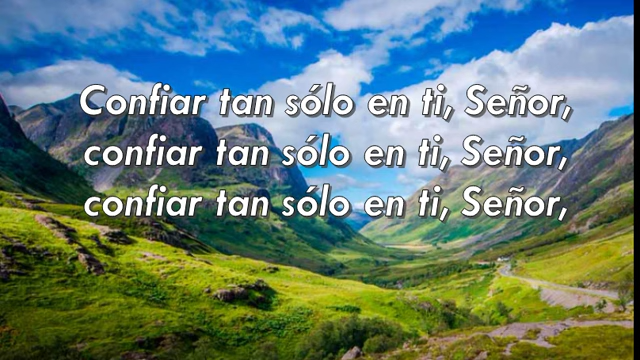 Confiar tan sólo en ti, Señor,
confiar tan sólo en ti, Señor,
confiar tan sólo en ti, Señor,